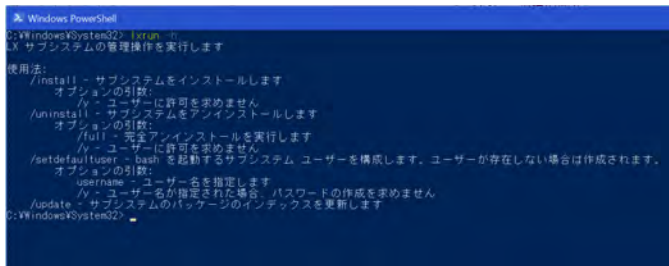 Windows PowerShell
C:¥Windows¥System32> lxrun -h
LX サブシステムの管理操作を実行します
使用法:
/install - サブシステムをインストールします
オプションの引数:
/y - ユーザーに許可を求めません
/uninstall - サブシステムをアンインストールします
オプションの引数:
/full - 完全アンインストールを実行します
/y - ユーザーに許可を求めません
/setdefaultuser - bash を起動するサブシステム ユーザーを構成します。ユーザーが存在しない場合は作成されます。
オプションの引数:
username - ユーザー名を指定します
/y - ユーザー名が指定された場合、パスワードの作成を求めません
/update - サブシステムのパッケージのインデックスを更新します
C:¥Windows¥System32>